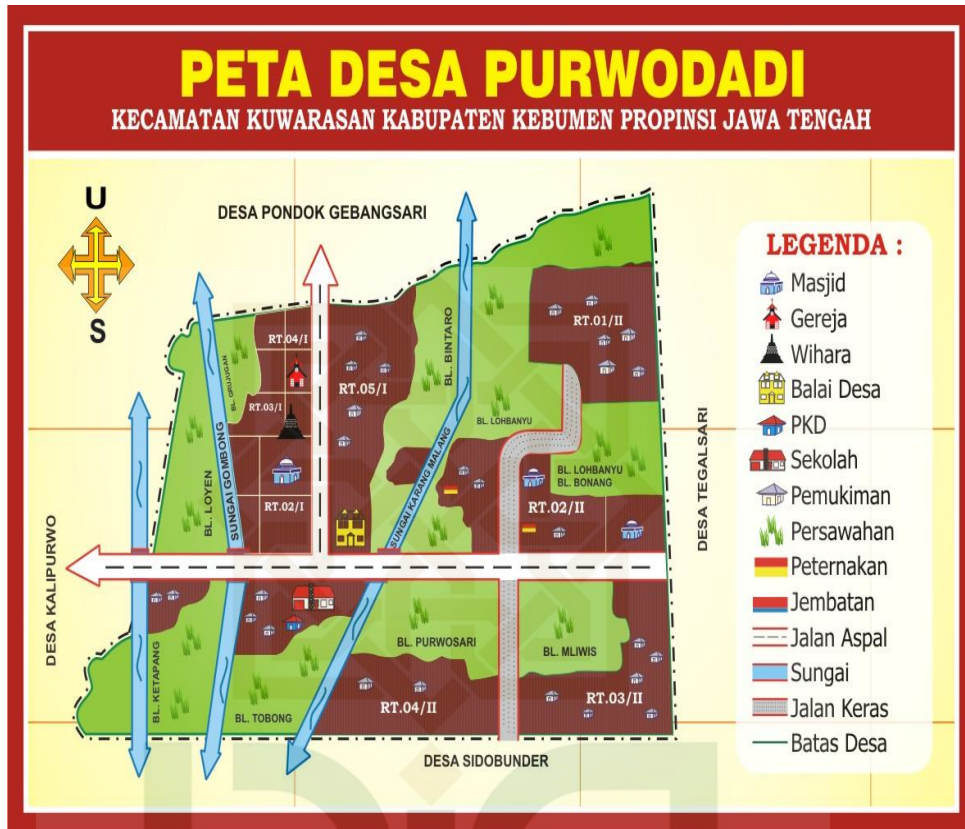 PETA DESA PURWODADI
KECAMATAN KUWARASAN KABUPATEN KEBUMEN PROPINSI JAWA TENGAH
U
S
DESA PONDOK GEBANGSARI
RT.04/I
BL. GRUJUGAN
RT.03/I
RT.05/I
BL. BINTARO
RT.01/II
BL. LOHBANYU
BL. LOYEN
SUNGAI GOMBONG
SUNGAI KARANG MALANG
BL. LOHBANYU
BL. BONANG
RT.02/I
RT.02/II
DESA TEGALSARI
DESA KALIPURWO
BL. KETAPANG
BL. PURWOSARI
BL. MLIWIS
BL. TOBONG
RT.04/II
RT.03/II
DESA SIDOBUNDER
LEGENDA :
Masjid
Gereja
Wihara
Balai Desa
PKD
Sekolah
Pemukiman
Persawahan
Peternakan
Jembatan
Jalan Aspal
Sungai
Jalan Keras
Batas Desa